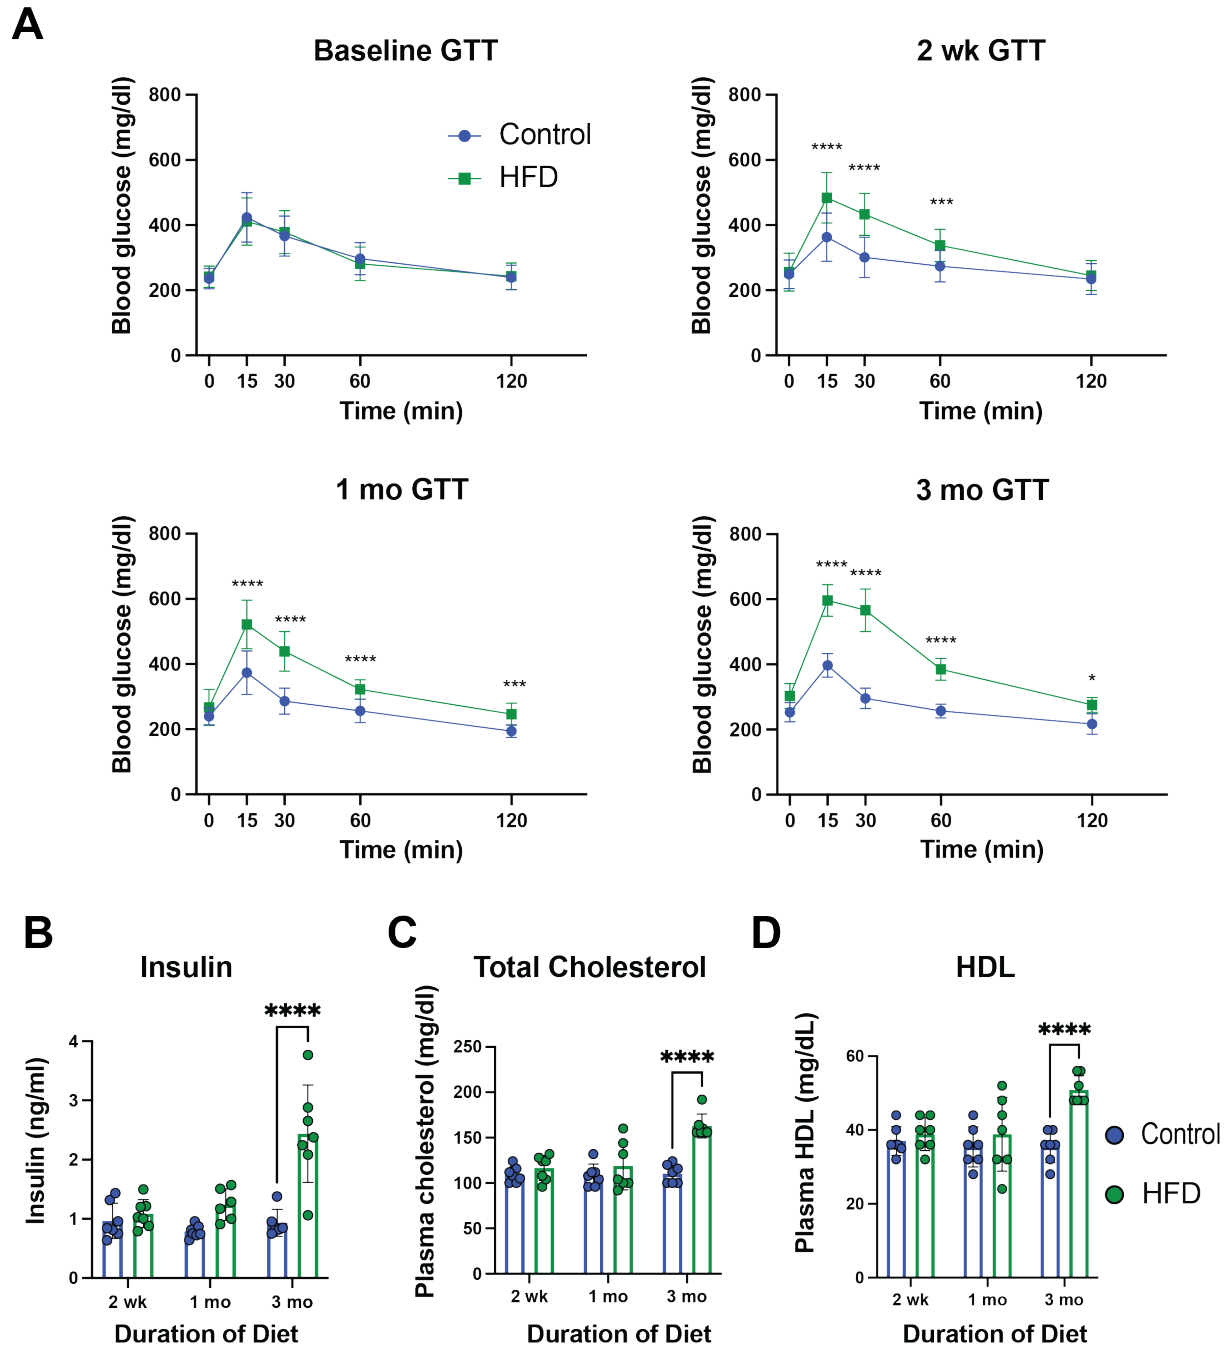 A
Baseline GTT
Blood glucose (mg/dl)
800
600
400
200
0
0 15 30 60 120
Time (min)
Control
HFD
2 wk GTT
Blood glucose (mg/dl)
800
600
400
200
0
****
****
***
0 15 30 60 120
Time (min)
1 mo GTT
Blood glucose (mg/dl)
800
600
400
200
0
****
****
****
***
0 15 30 60 120
Time (min)
3 mo GTT
Blood glucose (mg/dl)
800
600
400
200
0
****
****
****
*
0 15 30 60 120
Time (min)
B
Insulin
Insulin (ng/ml)
4
3
2
1
0
****
2 wk 1 mo 3 mo
Duration of Diet
C
Total Cholesterol
Plasma cholesterol (mg/dl)
250
200
150
100
50
0
****
2 wk 1 mo 3 mo
Duration of Diet
D
HDL
Plasma HDL (mg/dL)
60
40
20
0
****
2 wk 1 mo 3 mo
Duration of Diet
Control
HFD